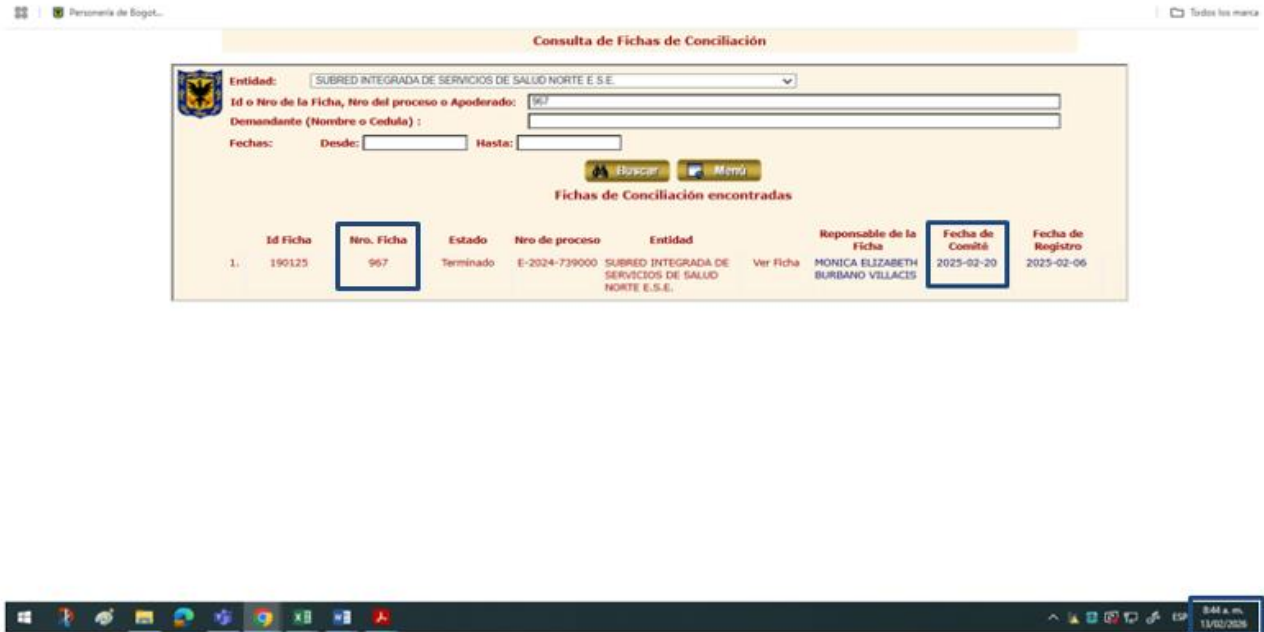 Personería de Bogot...
Todos los marca
Consulta de Fichas de Conciliación
Entidad: SUBRED INTEGRADA DE SERVICIOS DE SALUD NORTE E.S.E.
Id o Nro de la Ficha, Nro del proceso o Apoderado: 967
Demandante (Nombre o Cedula) :
Fechas: Desde: Hasta:
Buscar Menú
Fichas de Conciliación encontradas
Id Ficha Nro. Ficha Estado Nro de proceso Entidad Reponsable de la Ficha Fecha de Comité Fecha de Registro
1. 190125 967 Terminado E-2024-739000 SUBRED INTEGRADA DE SERVICIOS DE SALUD NORTE E.S.E. Ver Ficha MONICA ELIZABETH BURBANO VILLACIS 2025-02-20 2025-02-06
ESP
8:44 a. m.
13/02/2026